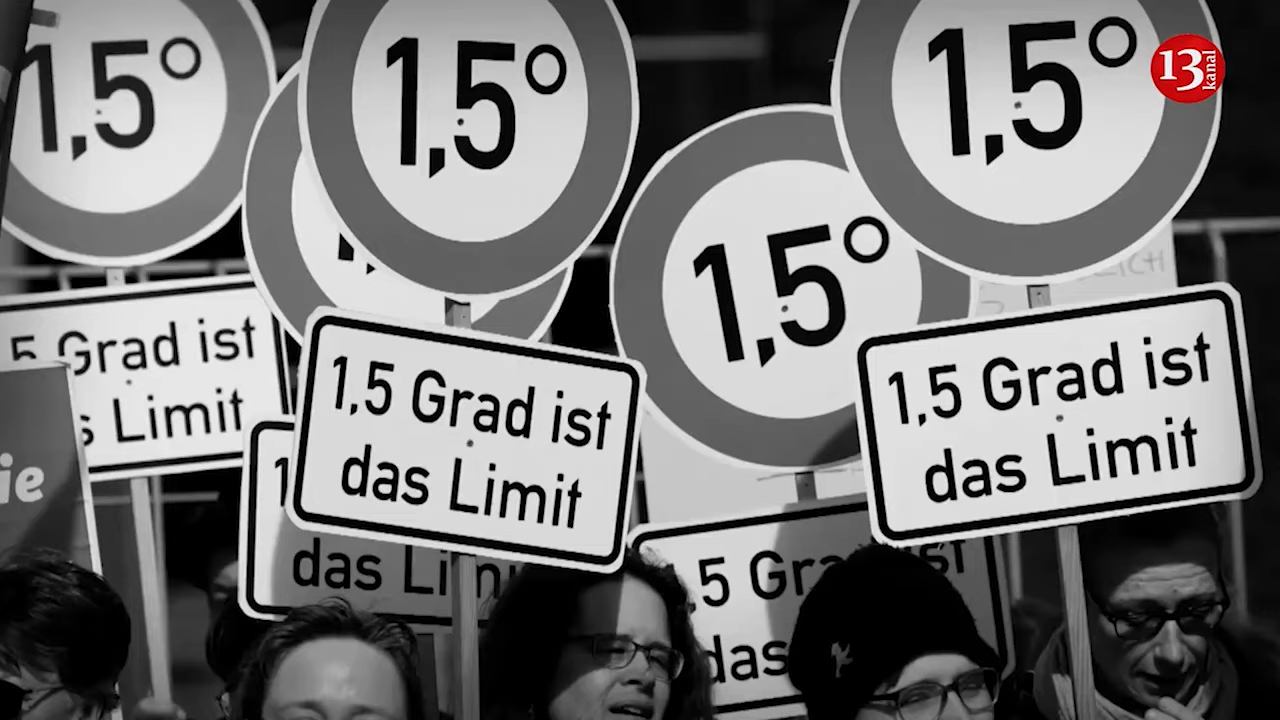 1,5°
1,5°
1,5°
1,5°
13
kanal
5 Grad ist
s Limit
1,5 Grad ist
das Limit
1,5 Grad ist
das Limit
das Li
5 Gra
das
ie